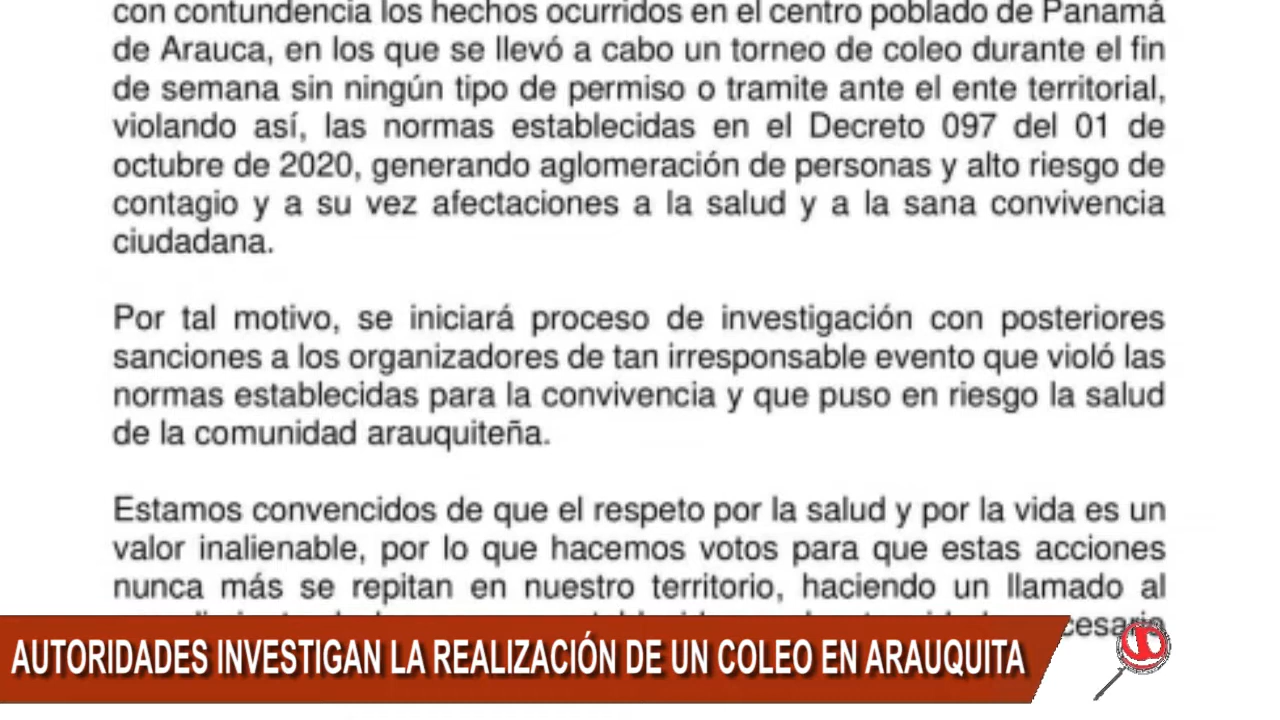 con contundencia los hechos ocurridos en el centro poblado de Panamá
de Arauca, en los que se llevó a cabo un torneo de coleo durante el fin
de semana sin ningún tipo de permiso o tramite ante el ente territorial,
violando así, las normas establecidas en el Decreto 097 del 01 de
octubre de 2020, generando aglomeración de personas y alto riesgo de
contagio y a su vez afectaciones a la salud y a la sana convivencia
ciudadana.
Por tal motivo, se iniciará proceso de investigación con posteriores
sanciones a los organizadores de tan irresponsable evento que violó las
normas establecidas para la convivencia y que puso en riesgo la salud
de la comunidad arauquiteña.
Estamos convencidos de que el respeto por la salud y por la vida es un
valor inalienable, por lo que hacemos votos para que estas acciones
nunca más se repitan en nuestro territorio, haciendo un llamado al
AUTORIDADES INVESTIGAN LA REALIZACIÓN DE UN COLEO EN ARAUQUITA